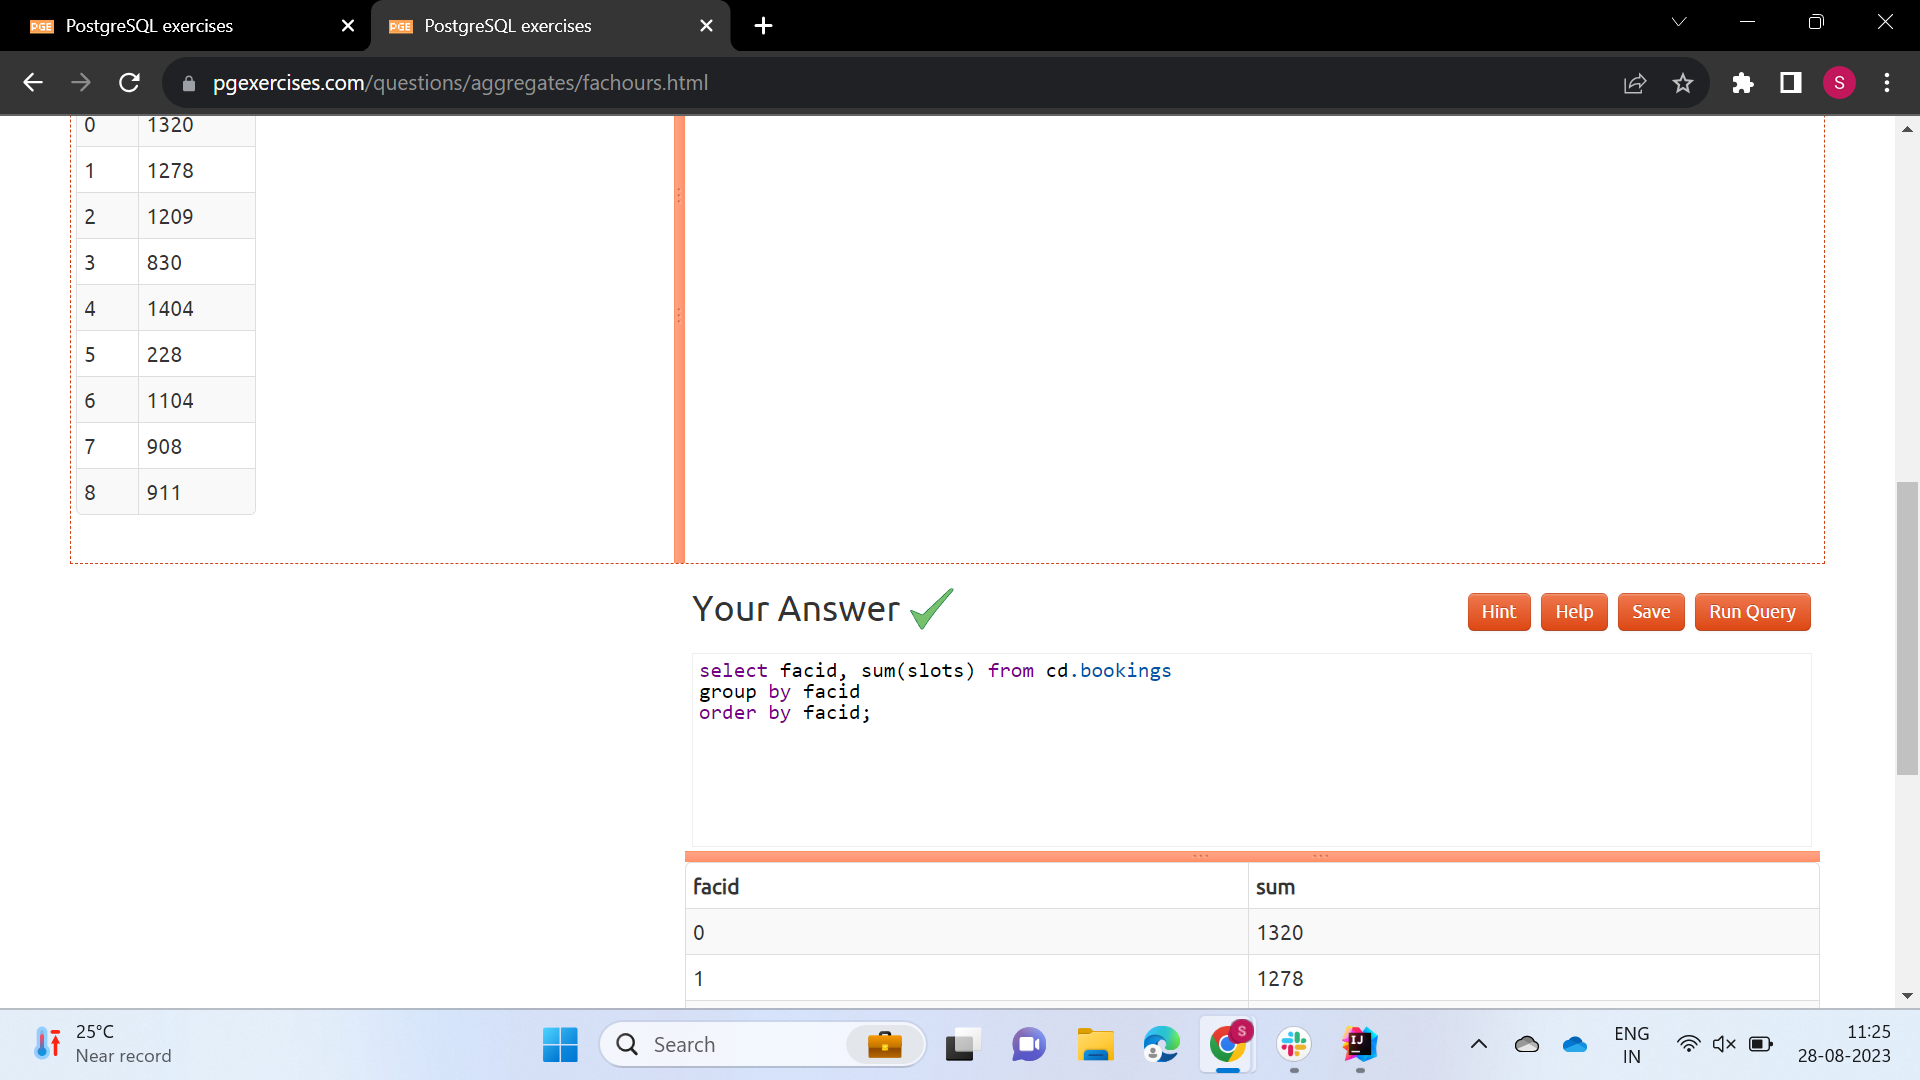 PGE PostgreSQL exercises
PGE PostgreSQL exercises
pgexercises.com/questions/aggregates/fachours.html
S
0 1320
1 1278
2 1209
3 830
4 1404
5 228
6 1104
7 908
8 911
Your Answer
Hint Help Save Run Query
select facid, sum(slots) from cd.bookings
group by facid
order by facid;
facid sum
0 1320
1 1278
25°C
Near record
Search
S
IJ
ENG
IN
11:25
28-08-2023